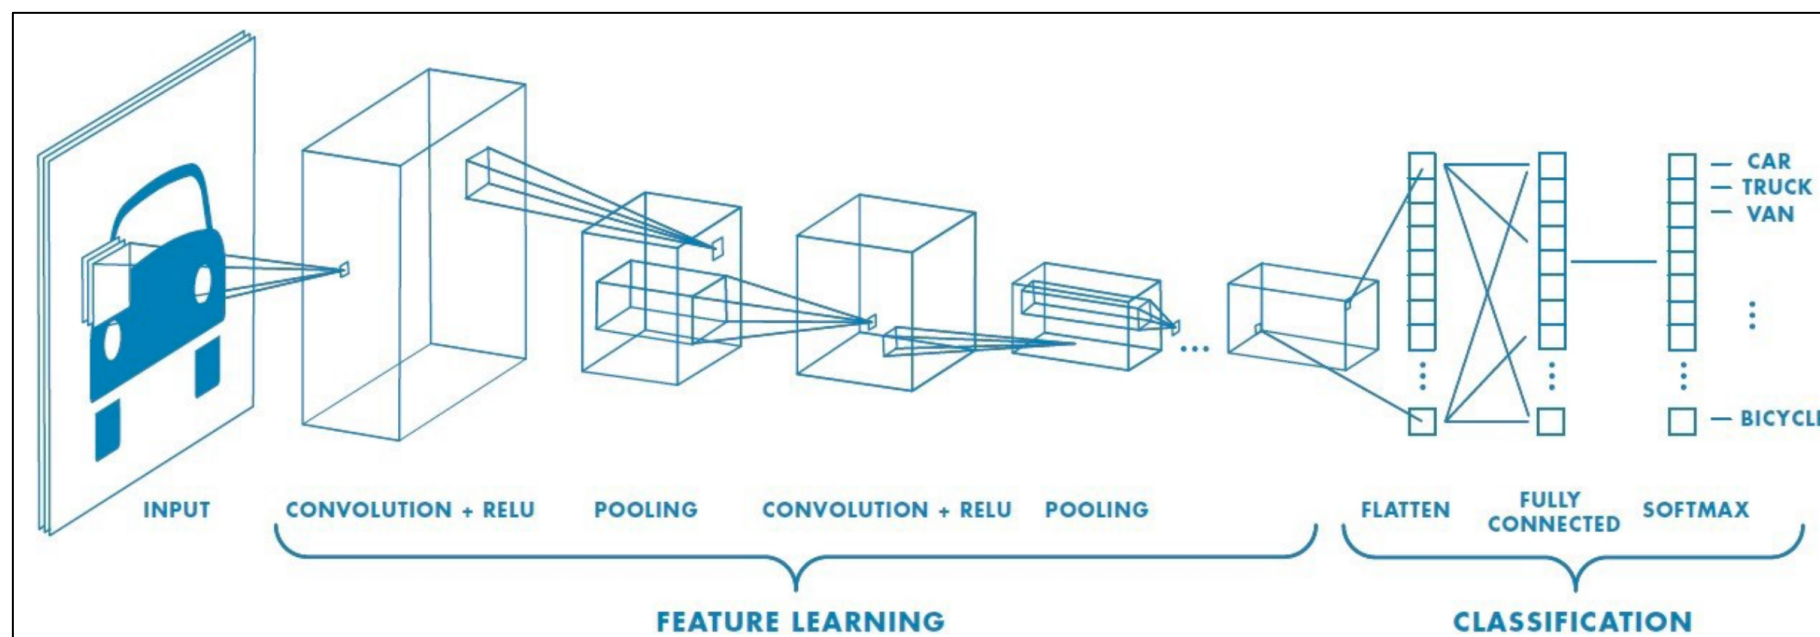 CAR
TRUCK
VAN
BICYCLE
INPUT
CONVOLUTION + RELU
POOLING
CONVOLUTION + RELU
POOLING
FLATTEN
FULLY
CONNECTED
SOFTMAX
FEATURE LEARNING
CLASSIFICATION